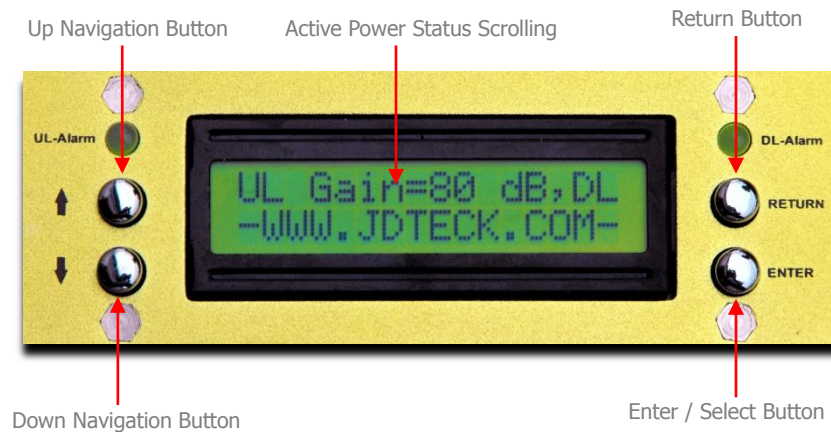 Up Navigation Button
Active Power Status Scrolling
Return Button
UL-Alarm
DL-Alarm
UL Gain=80 dB,DL
RETURN
-WWW.JDTECK.COM-
ENTER
Down Navigation Button
Enter / Select Button